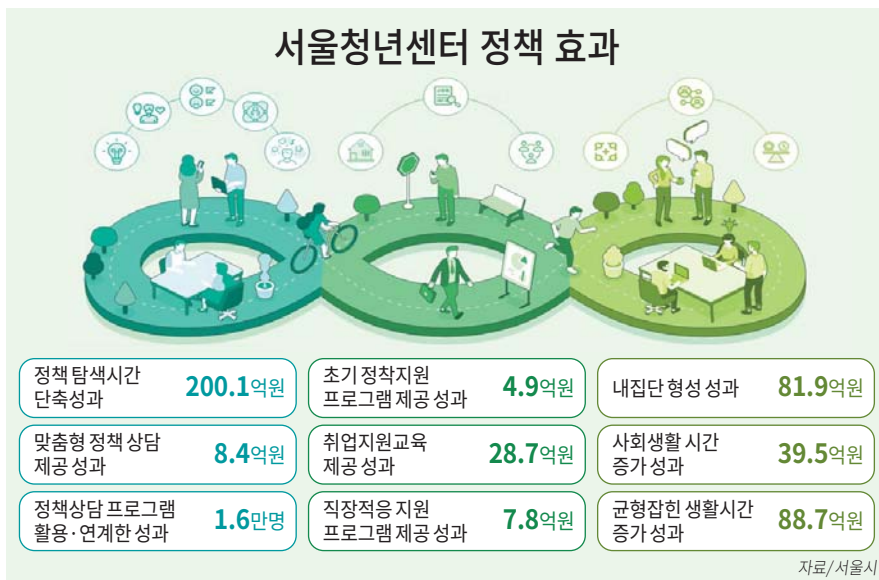 서울청년센터 정책 효과
정책 탐색시간
단축성과
200.1억원
초기 정착지원
프로그램 제공 성과
4.9억원
내집단 형성 성과
81.9억원
맞춤형 정책 상담
제공 성과
8.4억원
취업지원교육
제공 성과
28.7억원
사회생활 시간
증가 성과
39.5억원
정책상담 프로그램
활용·연계한 성과
1.6만명
직장적응 지원
프로그램 제공 성과
7.8억원
균형잡힌 생활시간
증가 성과
88.7억원
자료/서울시